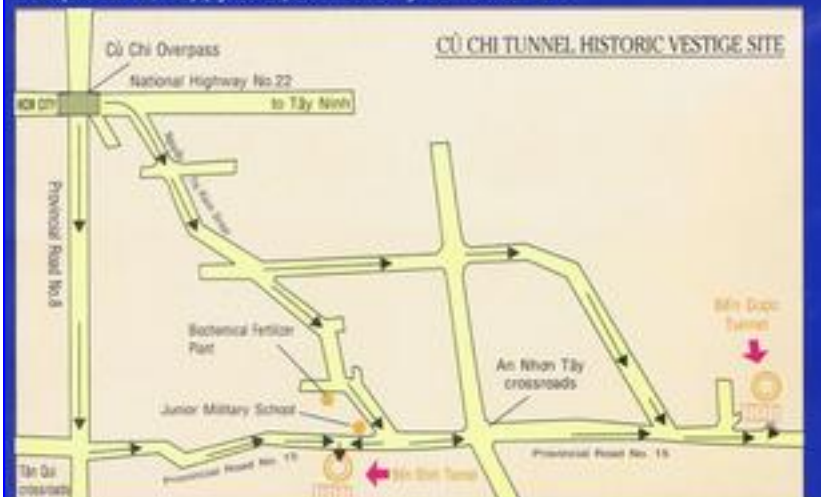 CỦ CHI TUNNEL HISTORIC VESTIGE SITE
Củ Chi Overpass
National Highway No.22
HCM CITY
to Tây Ninh
Provincial Road No.8
Biochemical Fertilizer
Plant
Junior Military School
An Nhơn Tây
crossroads
Bến Dược
Tunnel
Tân Qui
crossroads
Provincial Road No. 15
Bến Đình Tunnel
Provincial Road No. 15